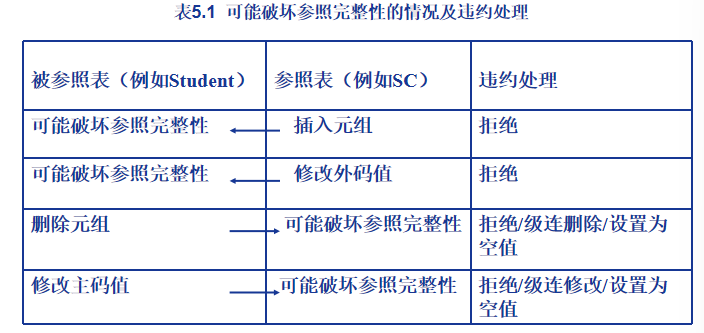 表5.1 可能破坏参照完整性的情况及违约处理
被参照表（例如Student） 参照表（例如SC） 违约处理
可能破坏参照完整性 插入元组 拒绝
可能破坏参照完整性 修改外码值 拒绝
删除元组 可能破坏参照完整性 拒绝/级连删除/设置为
空值
修改主码值 可能破坏参照完整性 拒绝/级连修改/设置为
空值